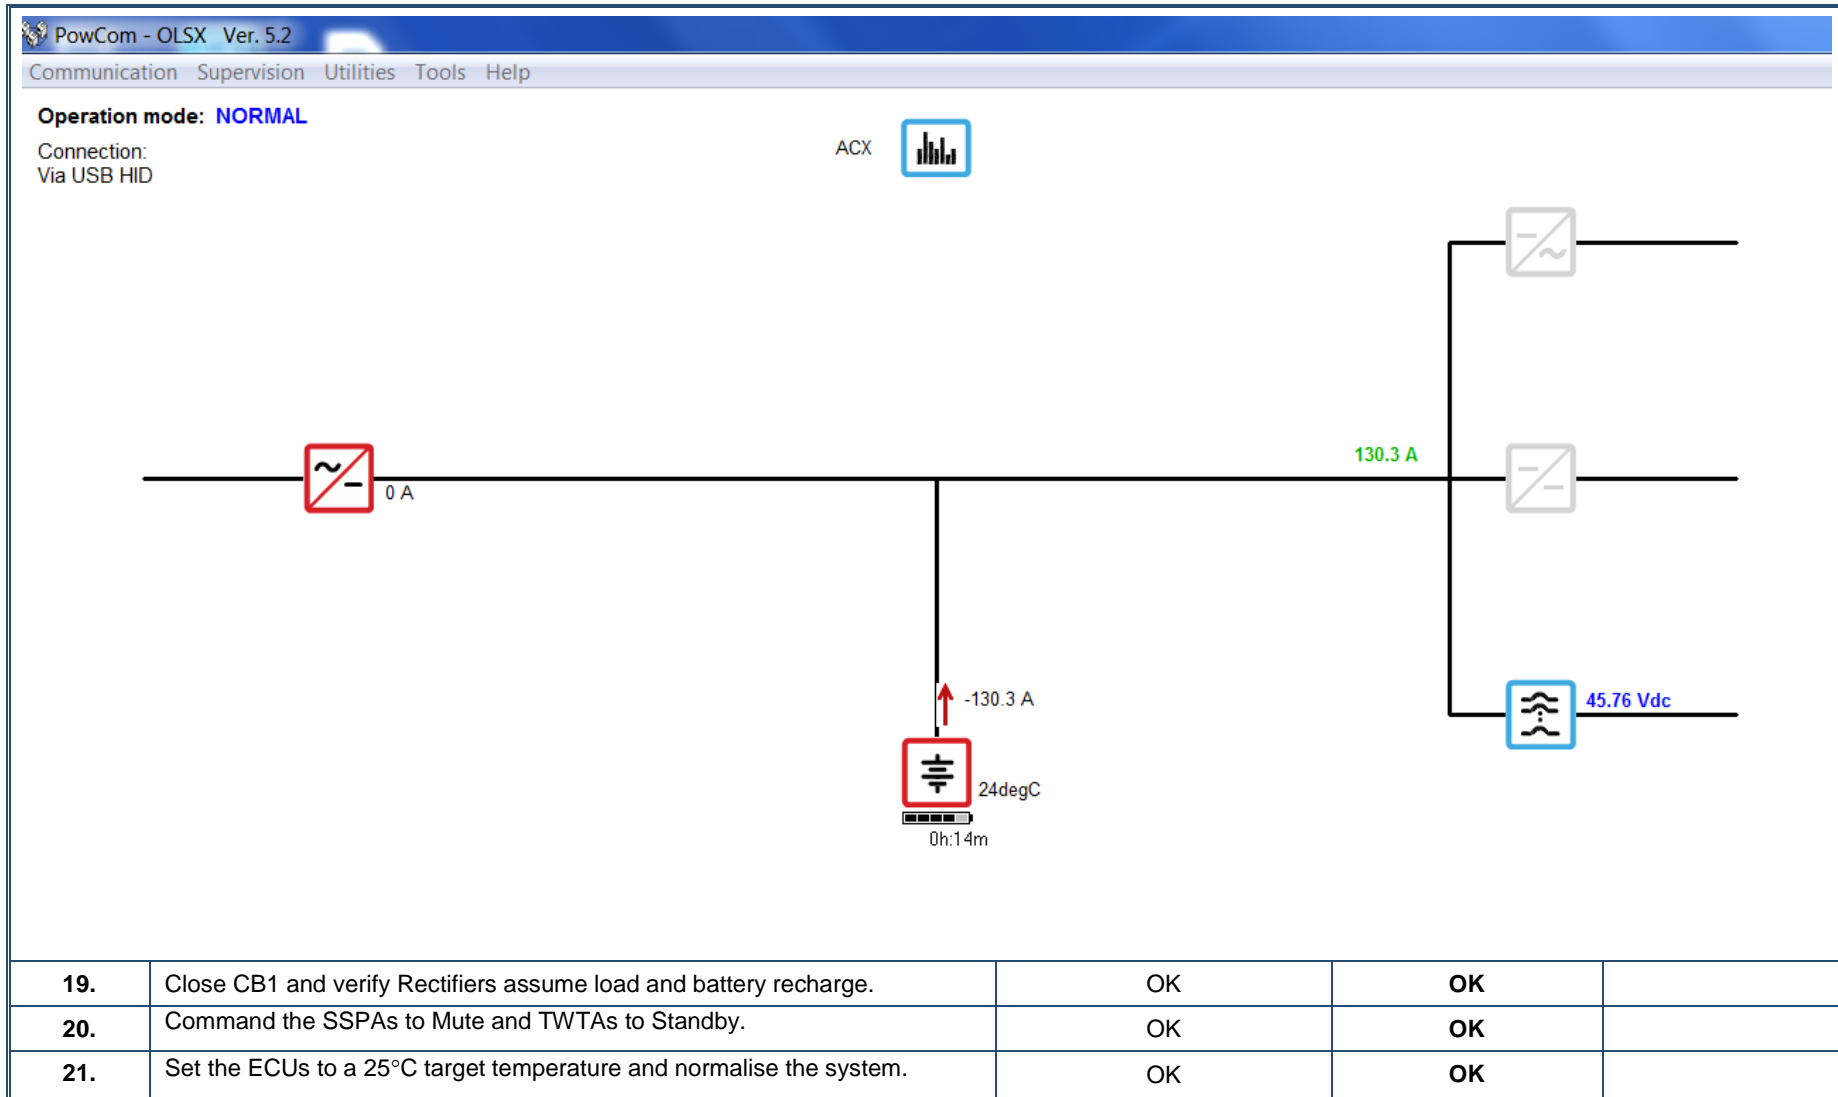 PowCom - OLSX Ver. 5.2
Communication Supervision Utilities Tools Help
Operation mode: NORMAL
Connection:
Via USB HID
ACX
130.3 A
0 A
-130.3 A
45.76 Vdc
24degC
0h:14m
19. Close CB1 and verify Rectifiers assume load and battery recharge. OK OK
20. Command the SSPAs to Mute and TWTAs to Standby. OK OK
21. Set the ECUs to a 25°C target temperature and normalise the system. OK OK